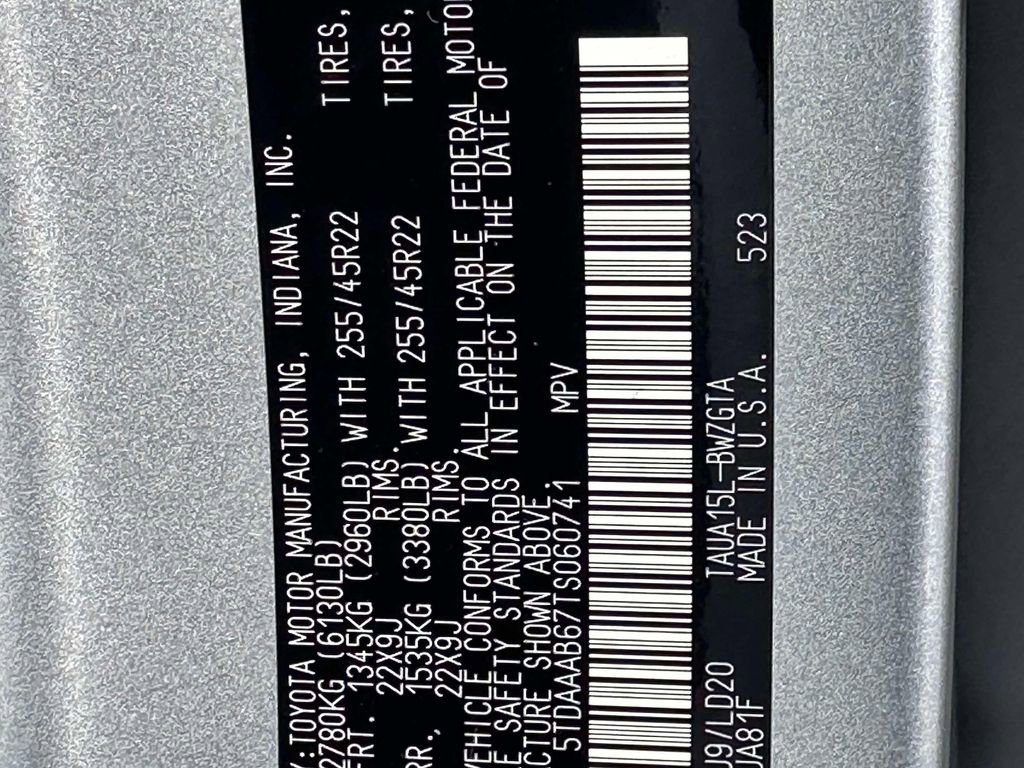 Y:TOYOTA MOTOR MANUFACTURING, INDIANA, INC.
2780KG (6130LB)
FRT. 1345KG (2960LB) WITH 255/45R22 TIRES,
22X9J RIMS.
RR. 1535KG (3380LB) WITH 255/45R22 TIRES,
22X9J RIMS.
VEHICLE CONFORMS TO ALL APPLICABLE FEDERAL MOTO
E SAFETY STANDARDS IN EFFECT ON THE DATE OF
CTURE SHOWN ABOVE.
5TDAAAB67TS060741 MPV
J9/LD20 TAUA15L-BWZGTA
UA81F MADE IN U.S.A. 523